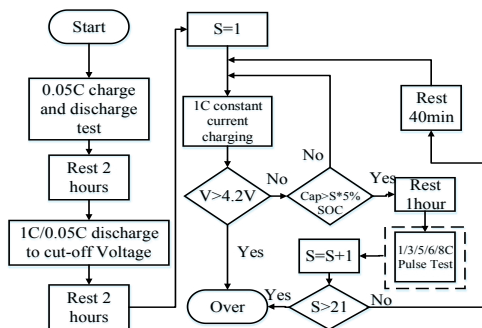 Start
0.05C charge
and discharge
test
Rest 2
hours
1C/0.05C discharge
to cut-off Voltage
Rest 2
hours
S=1
1C constant
current
charging
V>4.2V
No
Yes
Over
No
Cap>S*5%
SOC
Yes
Rest
1hour
1/3/5/6/8C
Pulse Test
S=S+1
S>21
Yes
No
Rest
40min